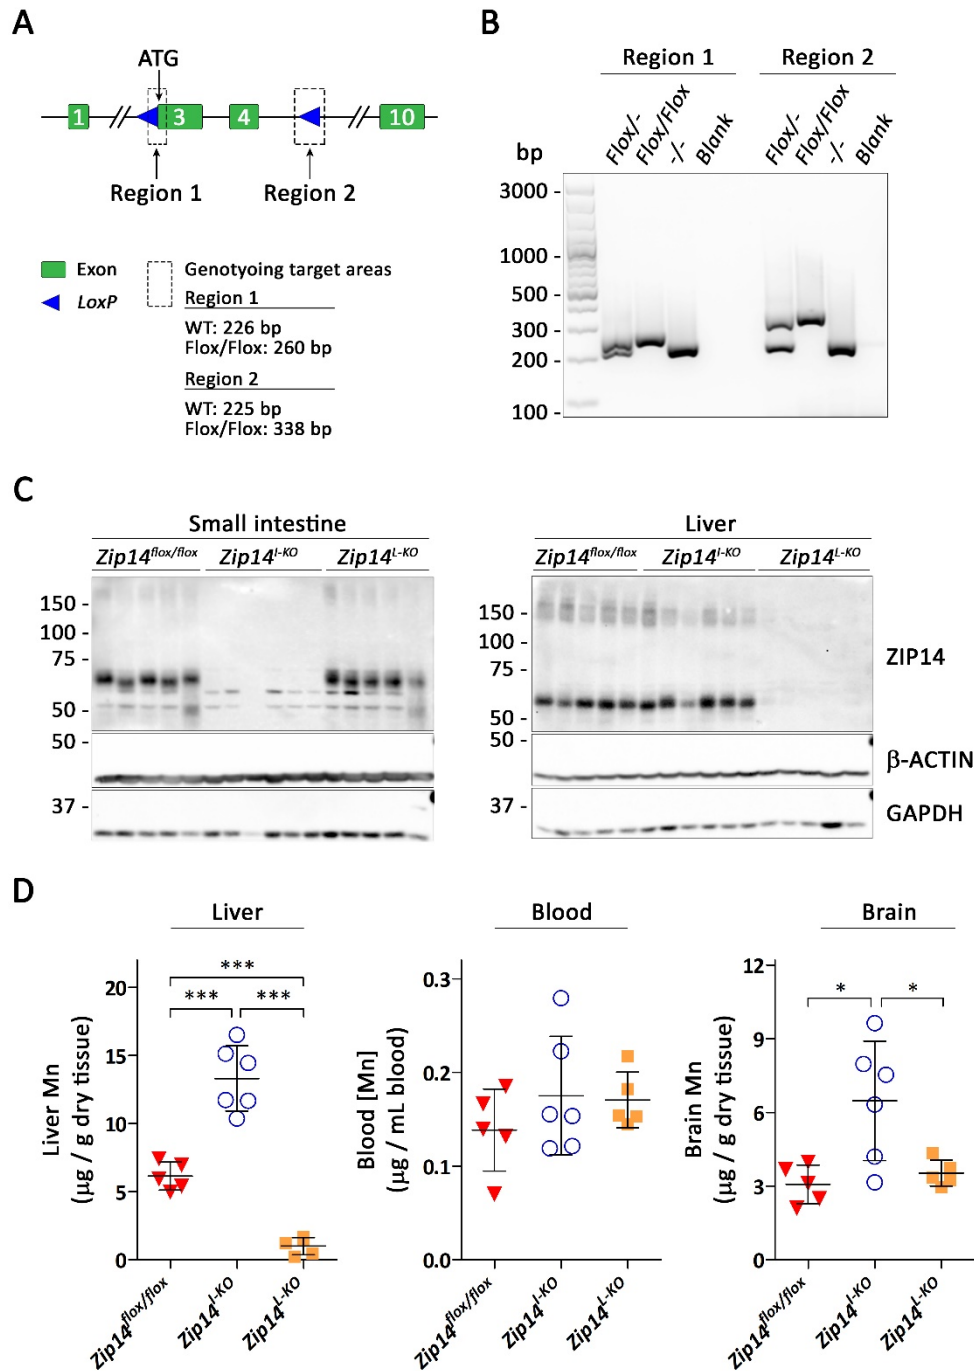 A
ATG
1
3
4
10
Region 1
Region 2
Exon
LoxP
Genotyoing target areas
Region 1
WT: 226 bp
Flox/Flox: 260 bp
Region 2
WT: 225 bp
Flox/Flox: 338 bp
B
Region 1
Region 2
bp
Flox/-
Flox/Flox
-/-
Blank
Flox/-
Flox/Flox
-/-
Blank
3000 -
1000 -
500 -
300 -
200 -
100 -
C
Small intestine
Zip14flox/flox Zip14I-KO Zip14L-KO
150 -
100 -
75 -
50 -
50 -
37 -
Liver
Zip14flox/flox Zip14I-KO Zip14L-KO
150 -
100 -
75 -
50 -
50 -
37 -
ZIP14
β-ACTIN
GAPDH
D
Liver
Liver Mn
(µg / g dry tissue)
20
15
10
5
0
***
*** ***
Zip14flox/flox
Zip14I-KO
Zip14L-KO
Blood
Blood [Mn]
(µg / mL blood)
0.3
0.2
0.1
0.0
Zip14flox/flox
Zip14I-KO
Zip14L-KO
Brain
Brain Mn
(µg / g dry tissue)
12
9
6
3
0
* *
Zip14flox/flox
Zip14I-KO
Zip14L-KO